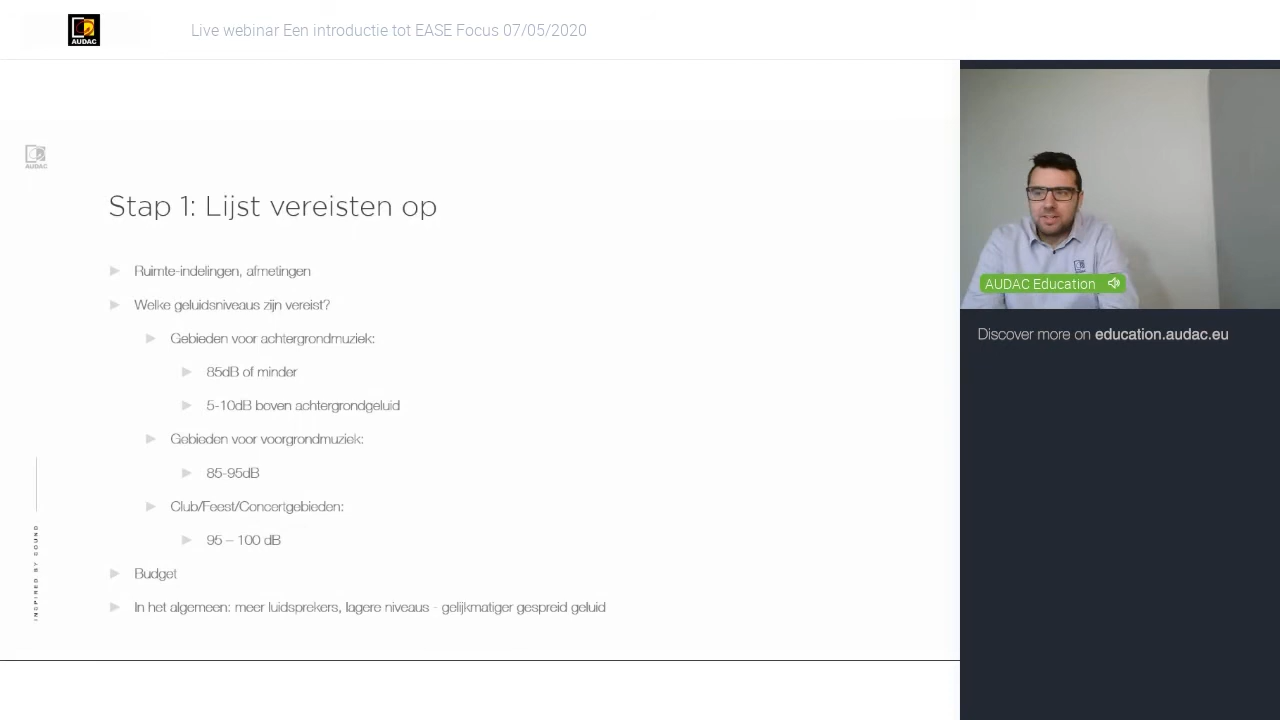 AUDAC
Live webinar Een introductie tot EASE Focus 07/05/2020
AUDAC
Stap 1: Lijst vereisten op
Ruimte-indelingen, afmetingen
Welke geluidsniveaus zijn vereist?
Gebieden voor achtergrondmuziek:
85dB of minder
5-10dB boven achtergrondgeluid
Gebieden voor voorgrondmuziek:
85-95dB
Club/Feest/Concertgebieden:
95 – 100 dB
Budget
In het algemeen: meer luidsprekers, lagere niveaus - gelijkmatiger gespreid geluid
INSPIRED BY SOUND
AUDAC Education
Discover more on education.audac.eu